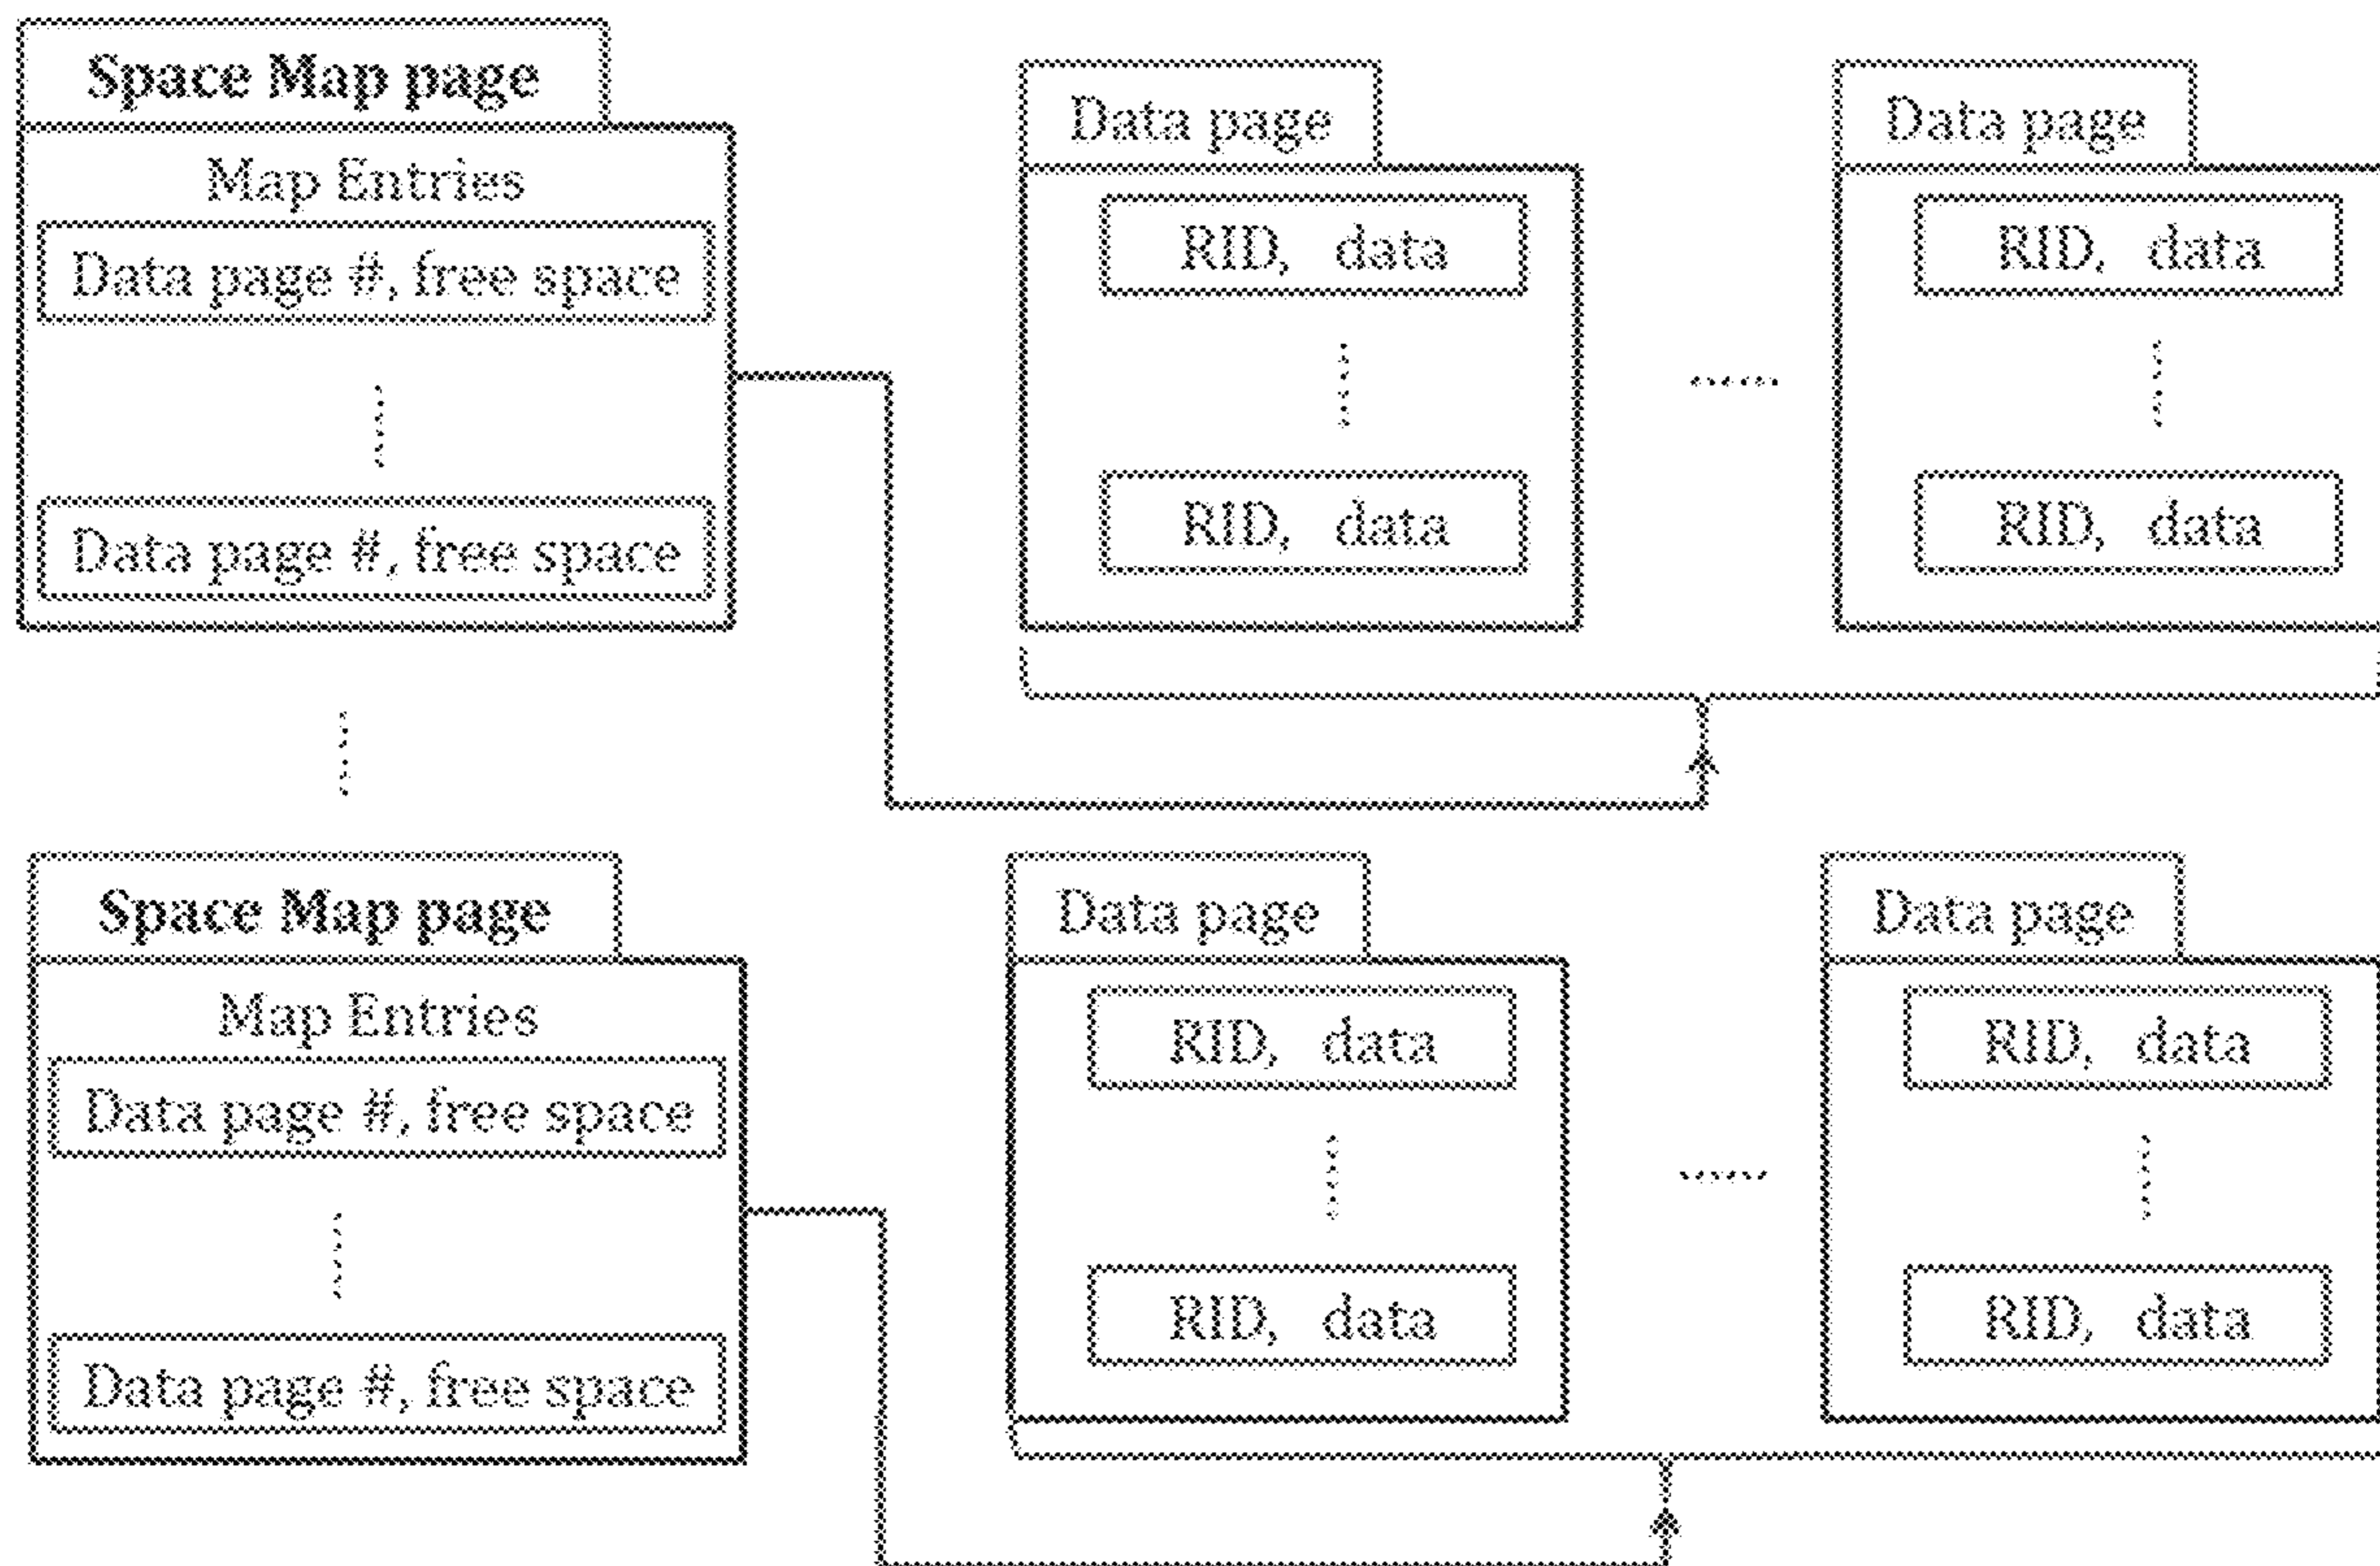 Space Map page
Map Entries
Data page #, free space
Data page #, free space
Data page
RID, data
RID, data
Data page
RID, data
RID, data
Space Map page
Map Entries
Data page #, free space
Data page #, free space
Data page
RID, data
RID, data
Data page
RID, data
RID, data